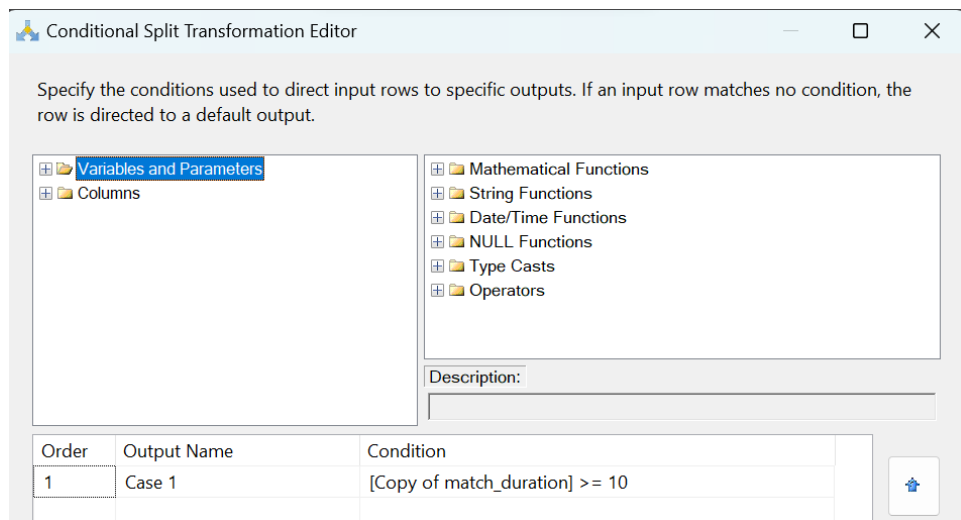 Conditional Split Transformation Editor
Specify the conditions used to direct input rows to specific outputs. If an input row matches no condition, the
row is directed to a default output.
Variables and Parameters
Columns
Mathematical Functions
String Functions
Date/Time Functions
NULL Functions
Type Casts
Operators
Description:
Order Output Name Condition
1 Case 1 [Copy of match_duration] >= 10